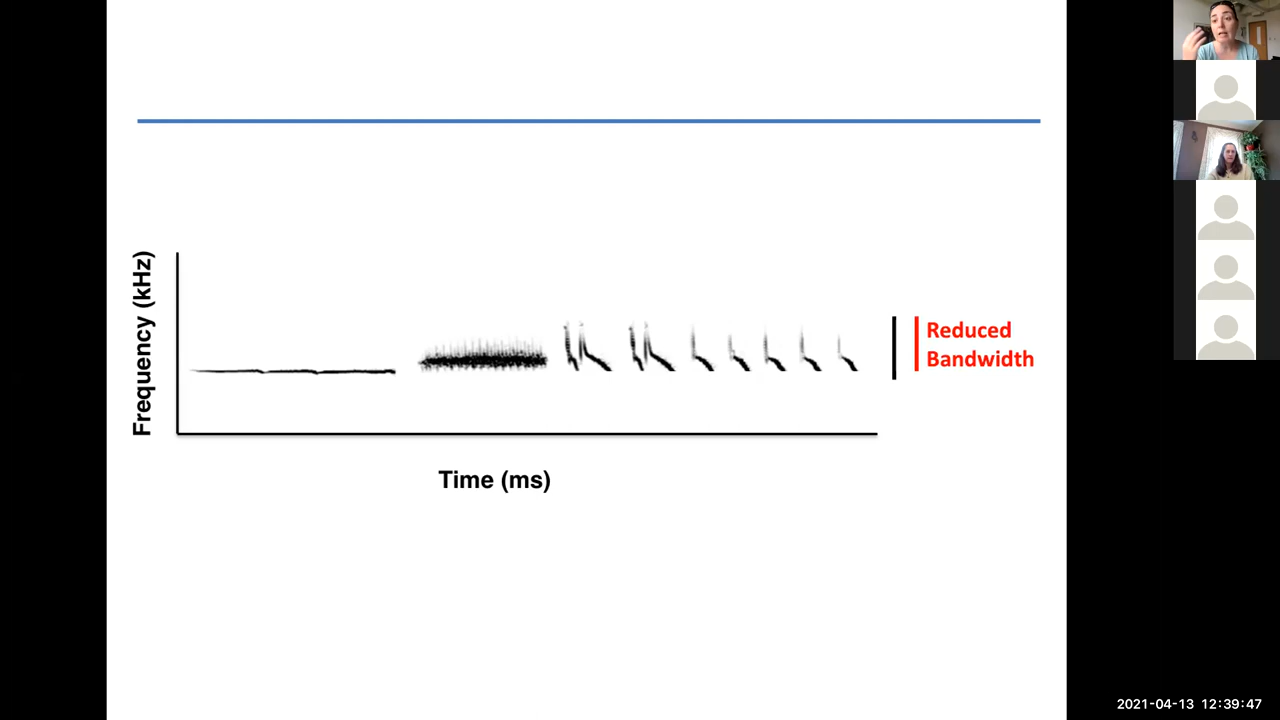 Frequency (kHz)
Reduced
Bandwidth
Time (ms)
2021-04-13 12:39:47